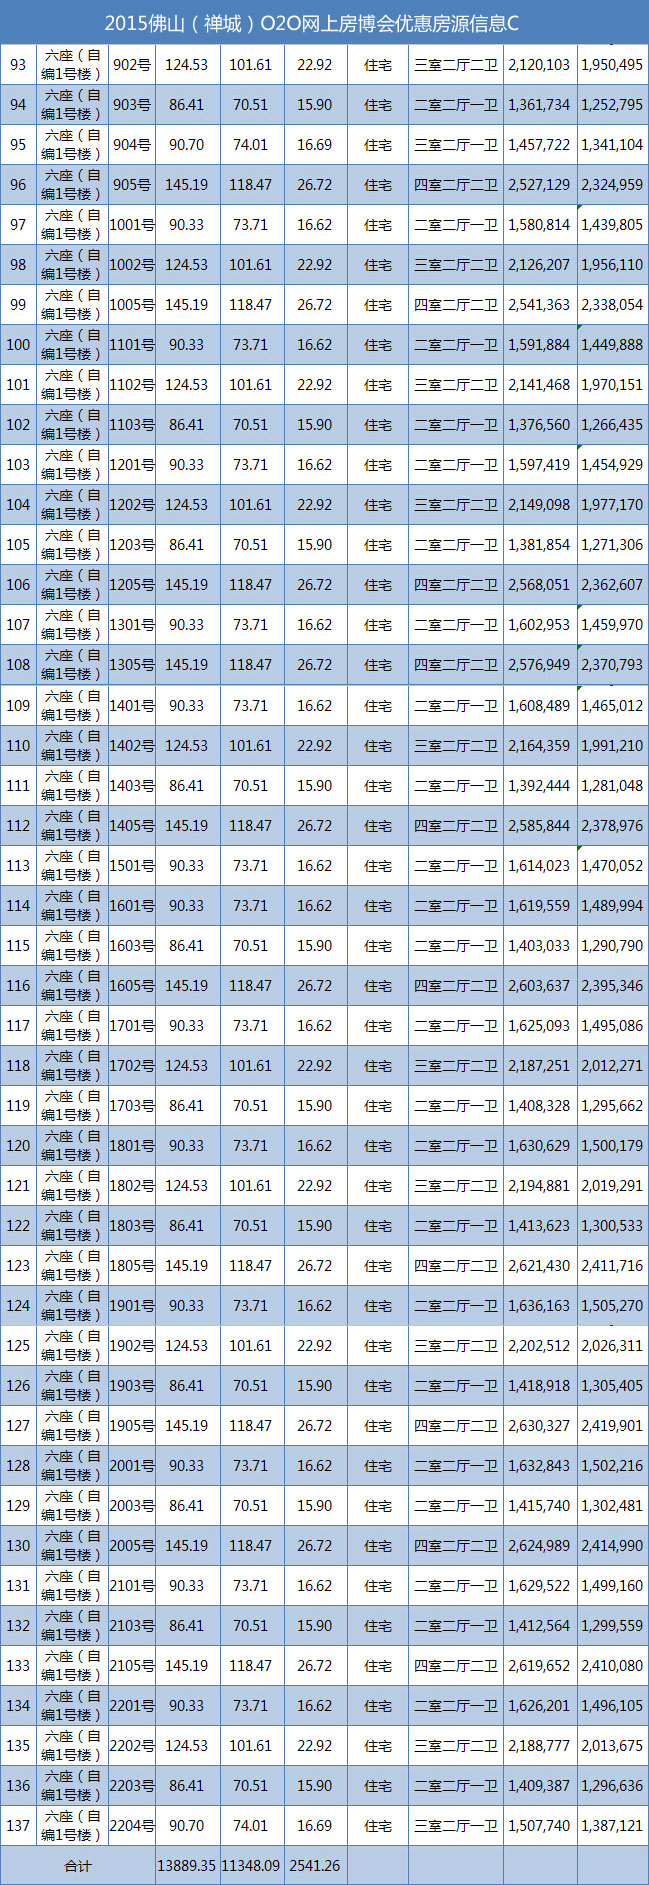 2015佛山（禅城）O2O网上房博会优惠房源信息C
93 六座（自编1号楼） 902号 124.53 101.61 22.92 住宅 三室二厅二卫 2,120,103 1,950,495
94 六座（自编1号楼） 903号 86.41 70.51 15.90 住宅 二室二厅一卫 1,361,734 1,252,795
95 六座（自编1号楼） 904号 90.70 74.01 16.69 住宅 三室二厅一卫 1,457,722 1,341,104
96 六座（自编1号楼） 905号 145.19 118.47 26.72 住宅 四室二厅二卫 2,527,129 2,324,959
97 六座（自编1号楼） 1001号 90.33 73.71 16.62 住宅 二室二厅一卫 1,580,814 1,439,805
98 六座（自编1号楼） 1002号 124.53 101.61 22.92 住宅 三室二厅二卫 2,126,207 1,956,110
99 六座（自编1号楼） 1005号 145.19 118.47 26.72 住宅 四室二厅二卫 2,541,363 2,338,054
100 六座（自编1号楼） 1101号 90.33 73.71 16.62 住宅 二室二厅一卫 1,591,884 1,449,888
101 六座（自编1号楼） 1102号 124.53 101.61 22.92 住宅 三室二厅二卫 2,141,468 1,970,151
102 六座（自编1号楼） 1103号 86.41 70.51 15.90 住宅 二室二厅一卫 1,376,560 1,266,435
103 六座（自编1号楼） 1201号 90.33 73.71 16.62 住宅 二室二厅一卫 1,597,419 1,454,929
104 六座（自编1号楼） 1202号 124.53 101.61 22.92 住宅 三室二厅二卫 2,149,098 1,977,170
105 六座（自编1号楼） 1203号 86.41 70.51 15.90 住宅 二室二厅一卫 1,381,854 1,271,306
106 六座（自编1号楼） 1205号 145.19 118.47 26.72 住宅 四室二厅二卫 2,568,051 2,362,607
107 六座（自编1号楼） 1301号 90.33 73.71 16.62 住宅 二室二厅一卫 1,602,953 1,459,970
108 六座（自编1号楼） 1305号 145.19 118.47 26.72 住宅 四室二厅二卫 2,576,949 2,370,793
109 六座（自编1号楼） 1401号 90.33 73.71 16.62 住宅 二室二厅一卫 1,608,489 1,465,012
110 六座（自编1号楼） 1402号 124.53 101.61 22.92 住宅 三室二厅二卫 2,164,359 1,991,210
111 六座（自编1号楼） 1403号 86.41 70.51 15.90 住宅 二室二厅一卫 1,392,444 1,281,048
112 六座（自编1号楼） 1405号 145.19 118.47 26.72 住宅 四室二厅二卫 2,585,844 2,378,976
113 六座（自编1号楼） 1501号 90.33 73.71 16.62 住宅 二室二厅一卫 1,614,023 1,470,052
114 六座（自编1号楼） 1601号 90.33 73.71 16.62 住宅 二室二厅一卫 1,619,559 1,489,994
115 六座（自编1号楼） 1603号 86.41 70.51 15.90 住宅 二室二厅一卫 1,403,033 1,290,790
116 六座（自编1号楼） 1605号 145.19 118.47 26.72 住宅 四室二厅二卫 2,603,637 2,395,346
117 六座（自编1号楼） 1701号 90.33 73.71 16.62 住宅 二室二厅一卫 1,625,093 1,495,086
118 六座（自编1号楼） 1702号 124.53 101.61 22.92 住宅 三室二厅二卫 2,187,251 2,012,271
119 六座（自编1号楼） 1703号 86.41 70.51 15.90 住宅 二室二厅一卫 1,408,328 1,295,662
120 六座（自编1号楼） 1801号 90.33 73.71 16.62 住宅 二室二厅一卫 1,630,629 1,500,179
121 六座（自编1号楼） 1802号 124.53 101.61 22.92 住宅 三室二厅二卫 2,194,881 2,019,291
122 六座（自编1号楼） 1803号 86.41 70.51 15.90 住宅 二室二厅一卫 1,413,623 1,300,533
123 六座（自编1号楼） 1805号 145.19 118.47 26.72 住宅 四室二厅二卫 2,621,430 2,411,716
124 六座（自编1号楼） 1901号 90.33 73.71 16.62 住宅 二室二厅一卫 1,636,163 1,505,270
125 六座（自编1号楼） 1902号 124.53 101.61 22.92 住宅 三室二厅二卫 2,202,512 2,026,311
126 六座（自编1号楼） 1903号 86.41 70.51 15.90 住宅 二室二厅一卫 1,418,918 1,305,405
127 六座（自编1号楼） 1905号 145.19 118.47 26.72 住宅 四室二厅二卫 2,630,327 2,419,901
128 六座（自编1号楼） 2001号 90.33 73.71 16.62 住宅 二室二厅一卫 1,632,843 1,502,216
129 六座（自编1号楼） 2003号 86.41 70.51 15.90 住宅 二室二厅一卫 1,415,740 1,302,481
130 六座（自编1号楼） 2005号 145.19 118.47 26.72 住宅 四室二厅二卫 2,624,989 2,414,990
131 六座（自编1号楼） 2101号 90.33 73.71 16.62 住宅 二室二厅一卫 1,629,522 1,499,160
132 六座（自编1号楼） 2103号 86.41 70.51 15.90 住宅 二室二厅一卫 1,412,564 1,299,559
133 六座（自编1号楼） 2105号 145.19 118.47 26.72 住宅 四室二厅二卫 2,619,652 2,410,080
134 六座（自编1号楼） 2201号 90.33 73.71 16.62 住宅 二室二厅一卫 1,626,201 1,496,105
135 六座（自编1号楼） 2202号 124.53 101.61 22.92 住宅 三室二厅二卫 2,188,777 2,013,675
136 六座（自编1号楼） 2203号 86.41 70.51 15.90 住宅 二室二厅一卫 1,409,387 1,296,636
137 六座（自编1号楼） 2204号 90.70 74.01 16.69 住宅 三室二厅一卫 1,507,740 1,387,121
合计 13889.35 11348.09 2541.26